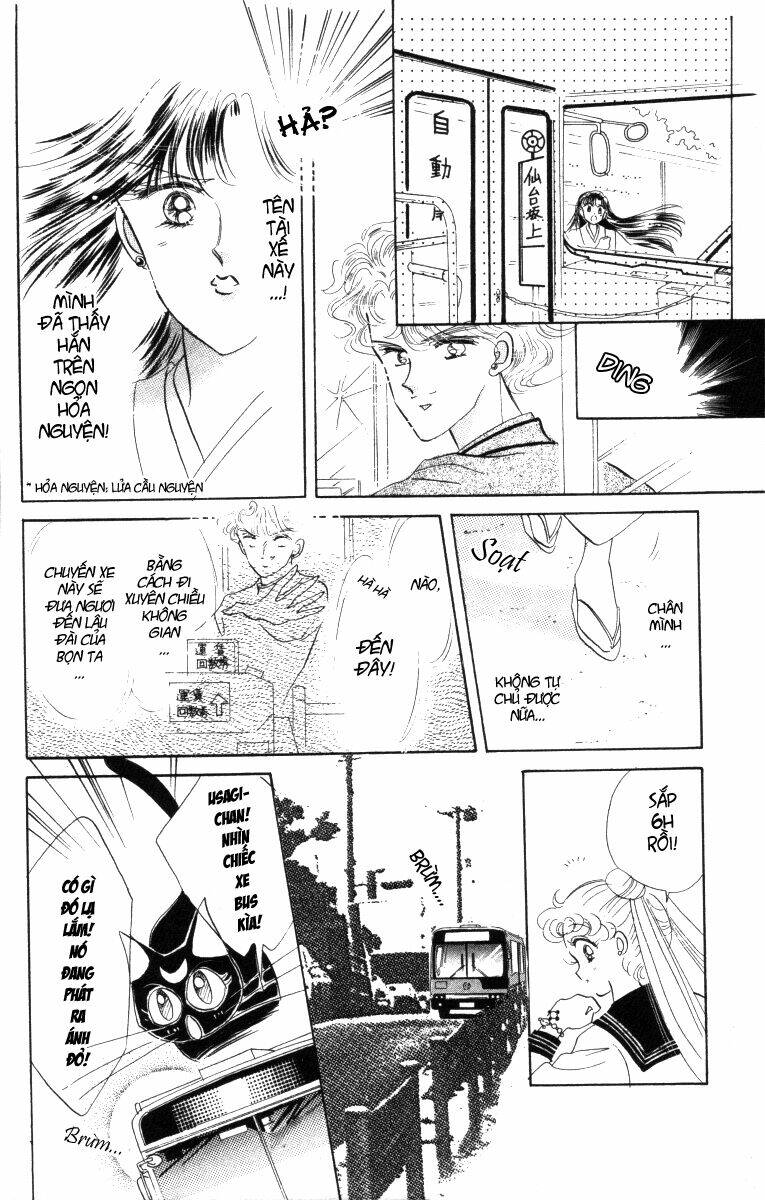 HẢ?
自
動
仙
台
坂
上
TÊN
TÀI
XẾ NÀY
...!
MÌNH
ĐÃ THẤY
HẮN
TRÊN
NGỌN
HỎA
NGUYỆN!
* HỎA NGUYỆN: LỬA CẦU NGUYỆN
DING
Soạt
CHÂN
MÌNH
...
KHÔNG TỰ
CHỦ ĐƯỢC
NỮA...
NÀO,
HA HA
ĐẾN
ĐÂY!
BẰNG
CÁCH ĐI
XUYÊN CHIỀU
KHÔNG
GIAN
...
CHUYẾN XE
NÀY SẼ
ĐƯA NGƯƠI
ĐẾN LÂU
ĐÀI CỦA
BỌN TA
...
SẮP
6H
RỒI!
BRỪM....
USAGI-
CHAN!
NHÌN
CHIẾC
XE
BUS
KÌA!
CÓ GÌ
ĐÓ LẠ
LẮM!
NÓ
ĐANG
PHÁT
RA
ÁNH
ĐỎ!
Brừm...